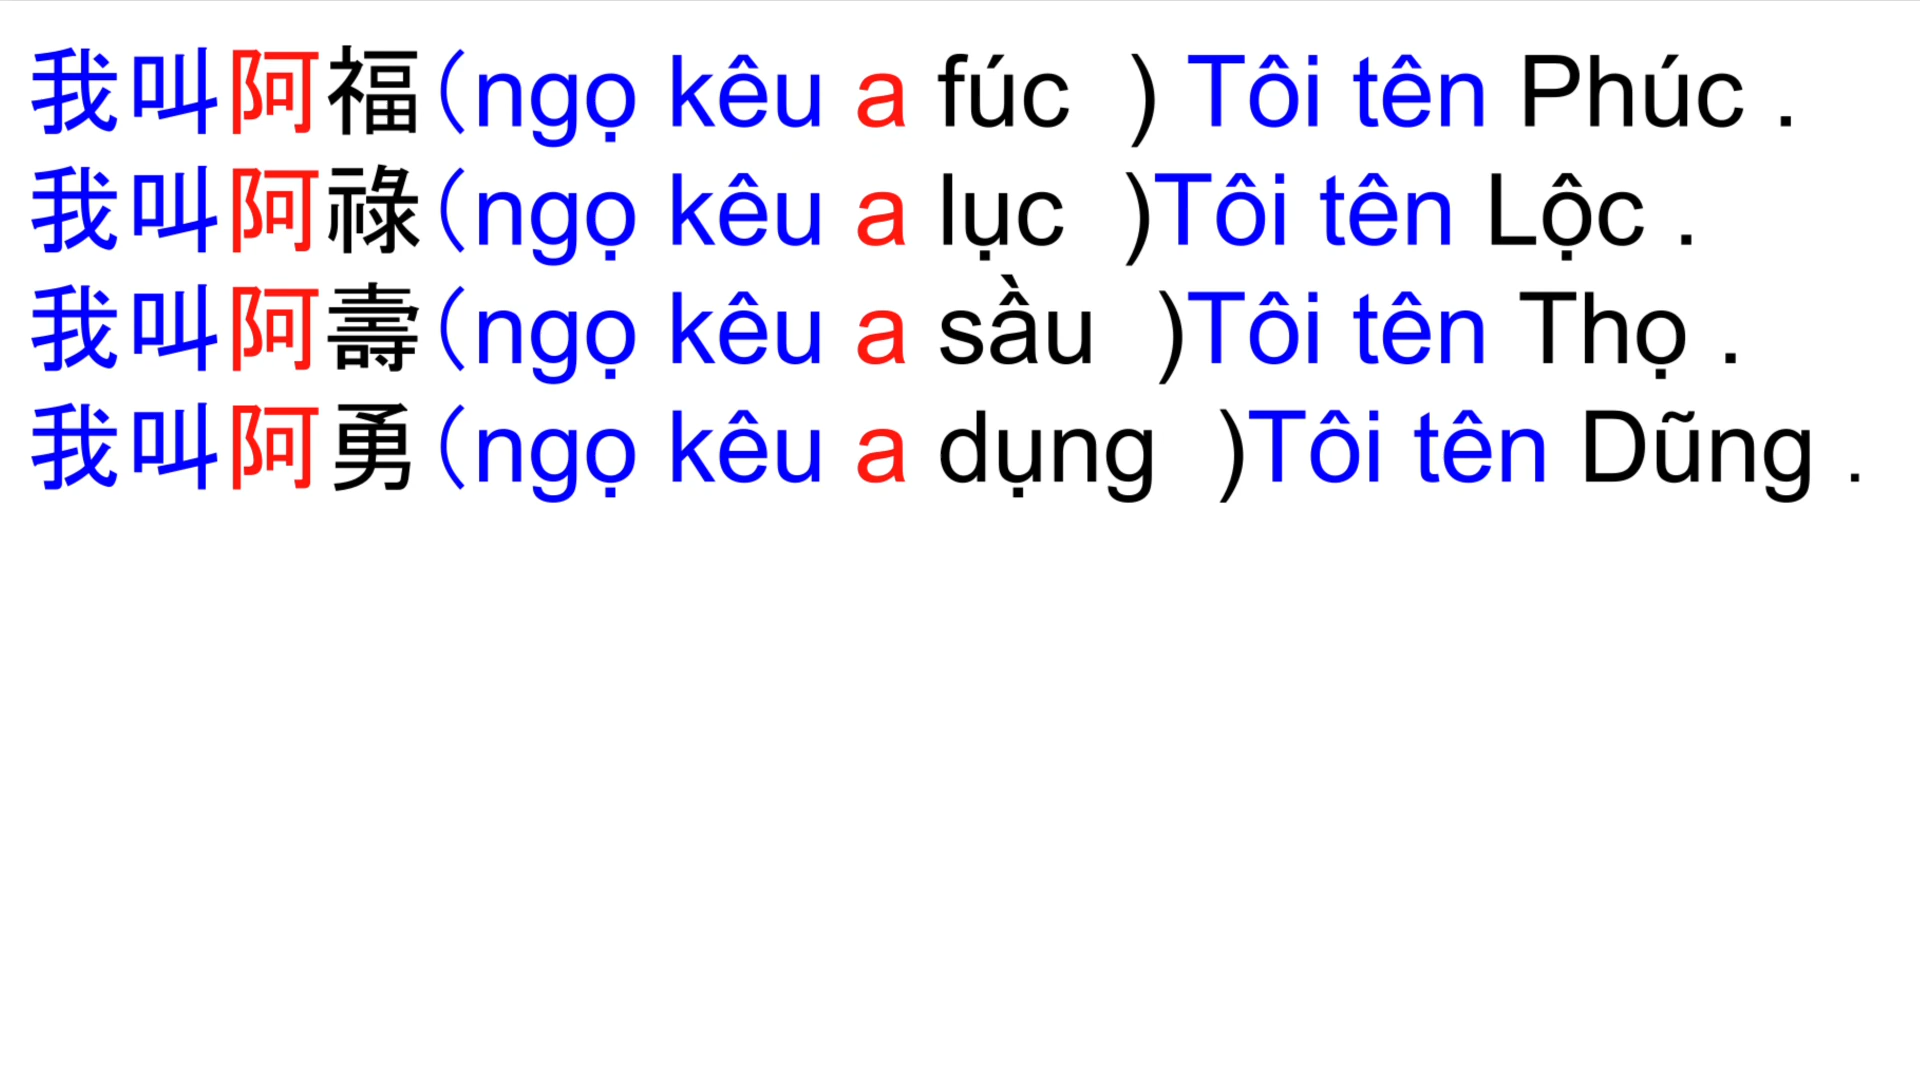 我叫阿福(ngọ kêu a fúc  ) Tôi tên Phúc .
我叫阿祿(ngọ kêu a lục  )Tôi tên Lộc .
我叫阿壽(ngọ kêu a sầu  )Tôi tên Thọ .
我叫阿勇(ngọ kêu a dụng  )Tôi tên Dũng .